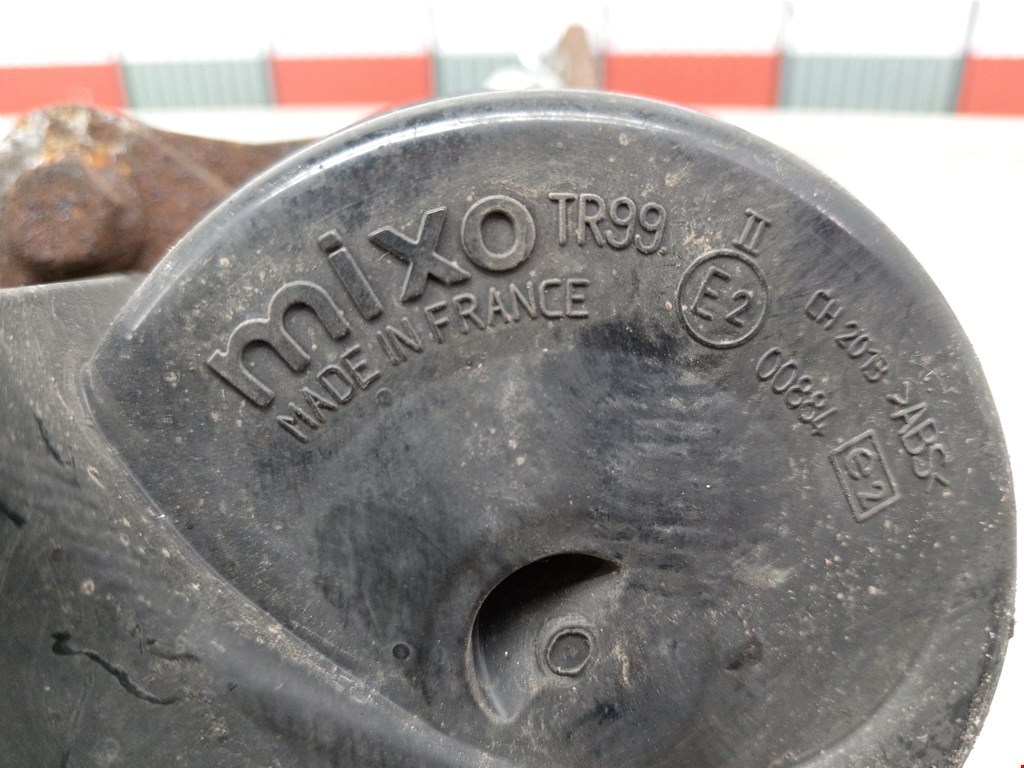 mixo TR99
MADE IN FRANCE
II
E2
00884
CH 2013
>ABS<
e2